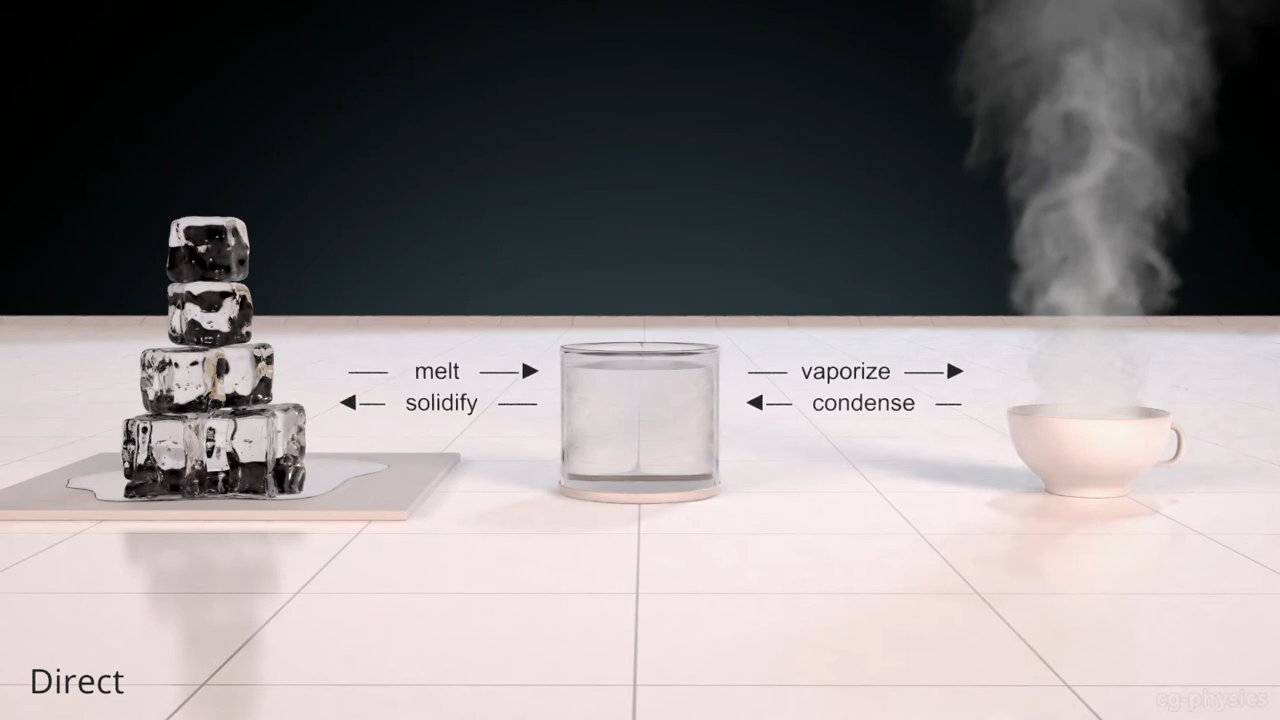 melt
solidify
vaporize
condense
Direct
cg-physics